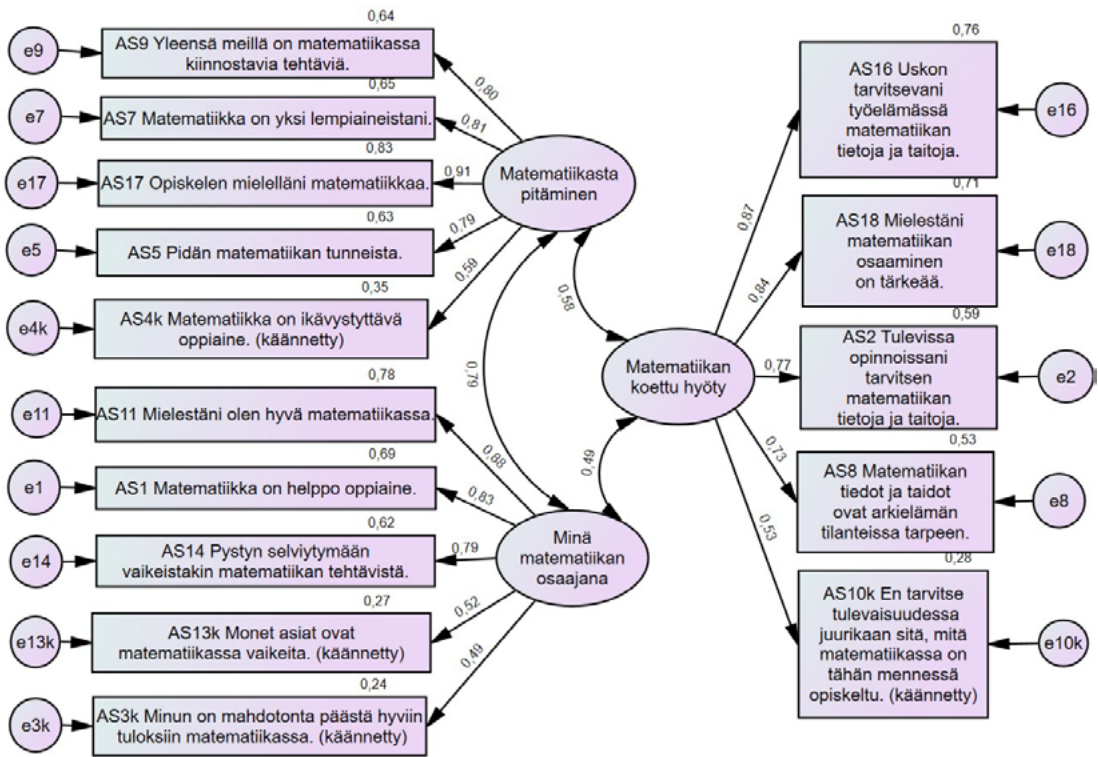 0,64
e9
AS9 Yleensä meillä on matematiikassa
kiinnostavia tehtäviä.
0,80
0,65
e7
AS7 Matematiikka on yksi lempiaineistani.
0,81
0,83
e17
AS17 Opiskelen mielelläni matematiikkaa.
0,91
0,63
e5
AS5 Pidän matematiikan tunneista.
0,79
0,35
e4k
AS4k Matematiikka on ikävystyttävä
oppiaine. (käännetty)
0,59
Matematiikasta
pitäminen
0,78
e11
AS11 Mielestäni olen hyvä matematiikassa.
0,88
0,69
e1
AS1 Matematiikka on helppo oppiaine.
0,83
0,62
e14
AS14 Pystyn selviytymään
vaikeistakin matematiikan tehtävistä.
0,79
0,27
e13k
AS13k Monet asiat ovat
matematiikassa vaikeita. (käännetty)
0,52
0,24
e3k
AS3k Minun on mahdotonta päästä hyviin
tuloksiin matematiikassa. (käännetty)
0,49
Minä
matematiikan
osaajana
0,79
0,58
0,49
Matematiikan
koettu hyöty
0,76
AS16 Uskon
tarvitsevani
työelämässä
matematiikan
tietoja ja taitoja.
e16
0,87
0,71
AS18 Mielestäni
matematiikan
osaaminen
on tärkeää.
e18
0,84
0,59
AS2 Tulevissa
opinnoissani
tarvitsen
matematiikan
tietoja ja taitoja.
e2
0,77
0,53
AS8 Matematiikan
tiedot ja taidot
ovat arkielämän
tilanteissa tarpeen.
e8
0,73
0,28
AS10k En tarvitse
tulevaisuudessa
juurikaan sitä, mitä
matematiikassa on
tähän mennessä
opiskeltu. (käännetty)
e10k
0,53